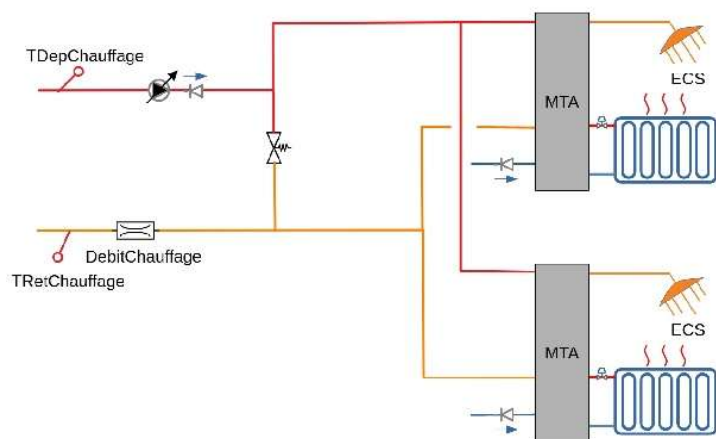 TDepChauffage
MTA
ECS
DebitChauffage
TRetChauffage
MTA
ECS